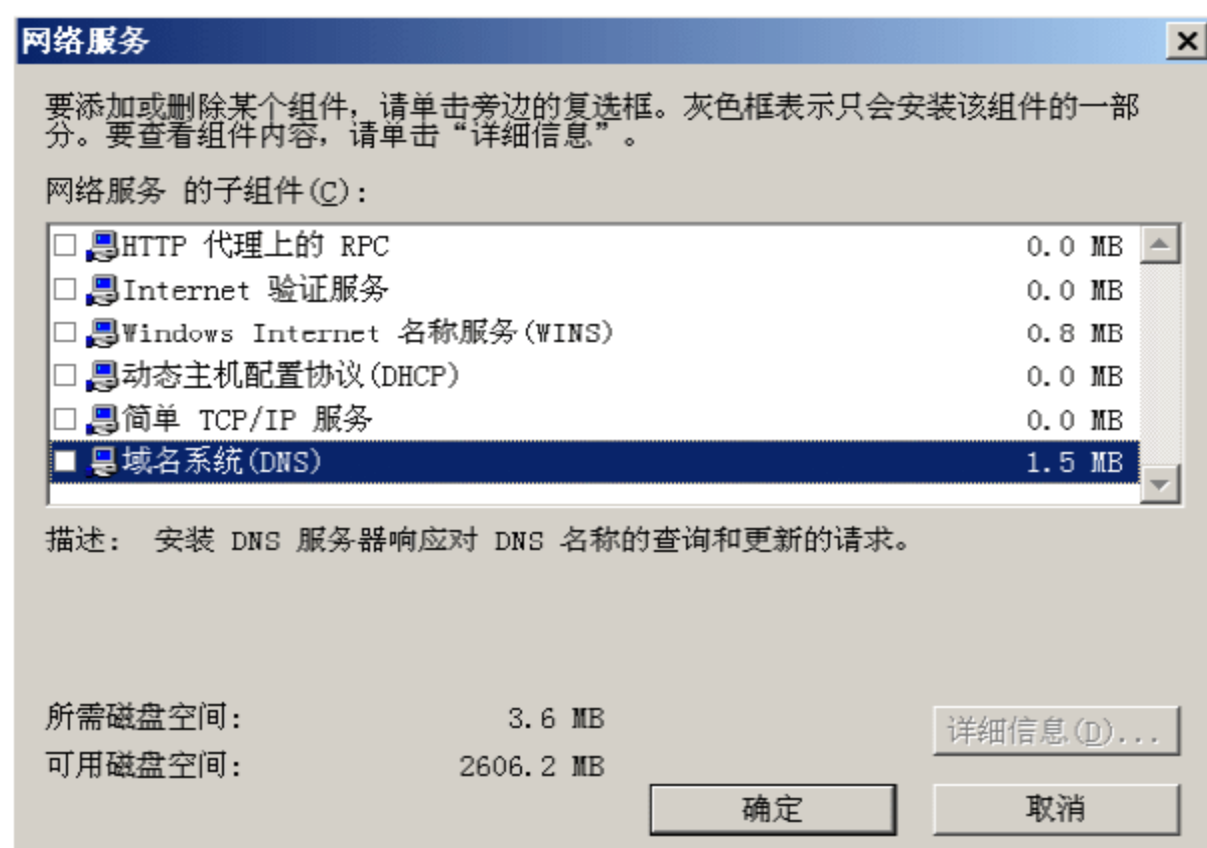 网络服务
要添加或删除某个组件，请单击旁边的复选框。灰色框表示只会安装该组件的一部
分。要查看组件内容，请单击“详细信息”。
网络服务 的子组件(C):
HTTP 代理上的 RPC 0.0 MB
Internet 验证服务 0.0 MB
Windows Internet 名称服务(WINS) 0.8 MB
动态主机配置协议(DHCP) 0.0 MB
简单 TCP/IP 服务 0.0 MB
域名系统(DNS) 1.5 MB
描述: 安装 DNS 服务器响应对 DNS 名称的查询和更新的请求。
所需磁盘空间: 3.6 MB
详细信息(D)...
可用磁盘空间: 2606.2 MB
确定 取消